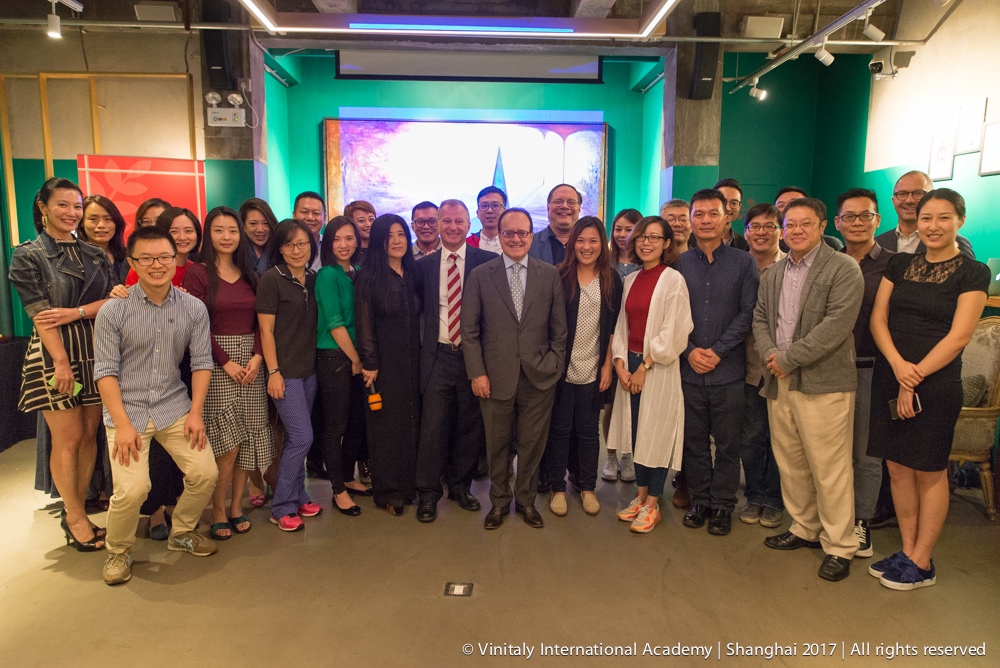 © Vinitaly International Academy | Shanghai 2017 | All rights reserved